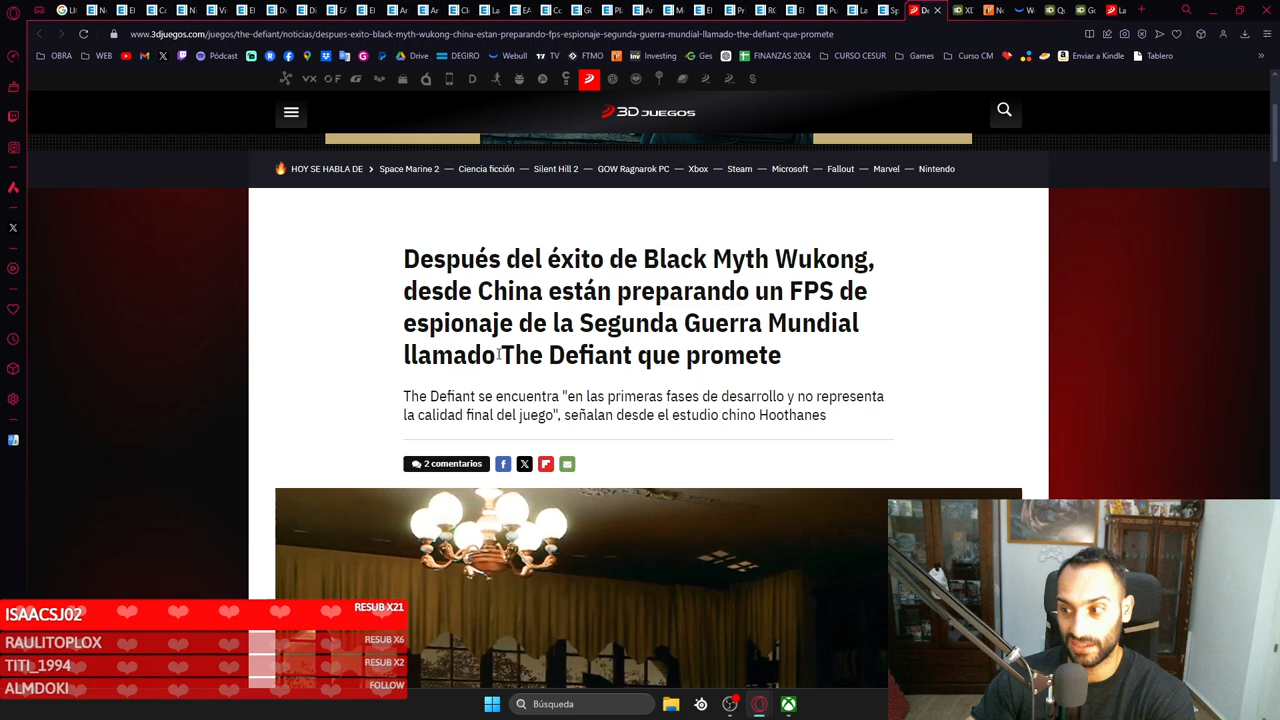 www.3djuegos.com/juegos/the-defiant/noticias/despues-exito-black-myth-wukong-china-estan-preparando-fps-espionaje-segunda-guerra-mundial-llamado-the-defiant-que-promete
OBRA WEB Pódcast Drive DEGIRO Webull TV FTMO Investing Ges FINANZAS 2024 CURSO CESUR Games Curso CM Enviar a Kindle Tablero
3DJUEGOS
HOY SE HABLA DE > Space Marine 2 — Ciencia ficción — Silent Hill 2 — GOW Ragnarok PC — Xbox — Steam — Microsoft — Fallout — Marvel — Nintendo
Después del éxito de Black Myth Wukong,
desde China están preparando un FPS de
espionaje de la Segunda Guerra Mundial
llamado The Defiant que promete
The Defiant se encuentra "en las primeras fases de desarrollo y no representa
la calidad final del juego", señalan desde el estudio chino Hoothanes
2 comentarios
ISAACSJ02 RESUB X21
RAULITOPLOX RESUB X6
TITI_1994 RESUB X2
ALMDOKI FOLLOW
Búsqueda